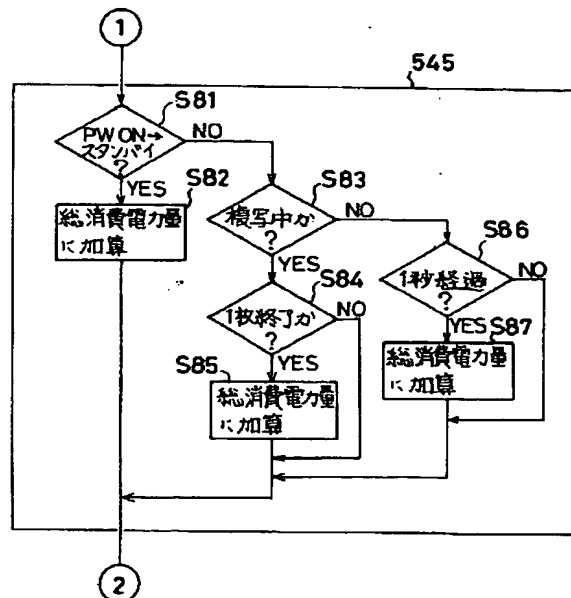 1
545
S81
PW ON→
スタンバイ
?
NO
YES
S82
総消費電力量
に加算
S83
複写中か
?
NO
YES
S84
1枚終了か
?
NO
YES
S85
総消費電力量
に加算
S86
1秒経過
?
NO
YES
S87
総消費電力量
に加算
2